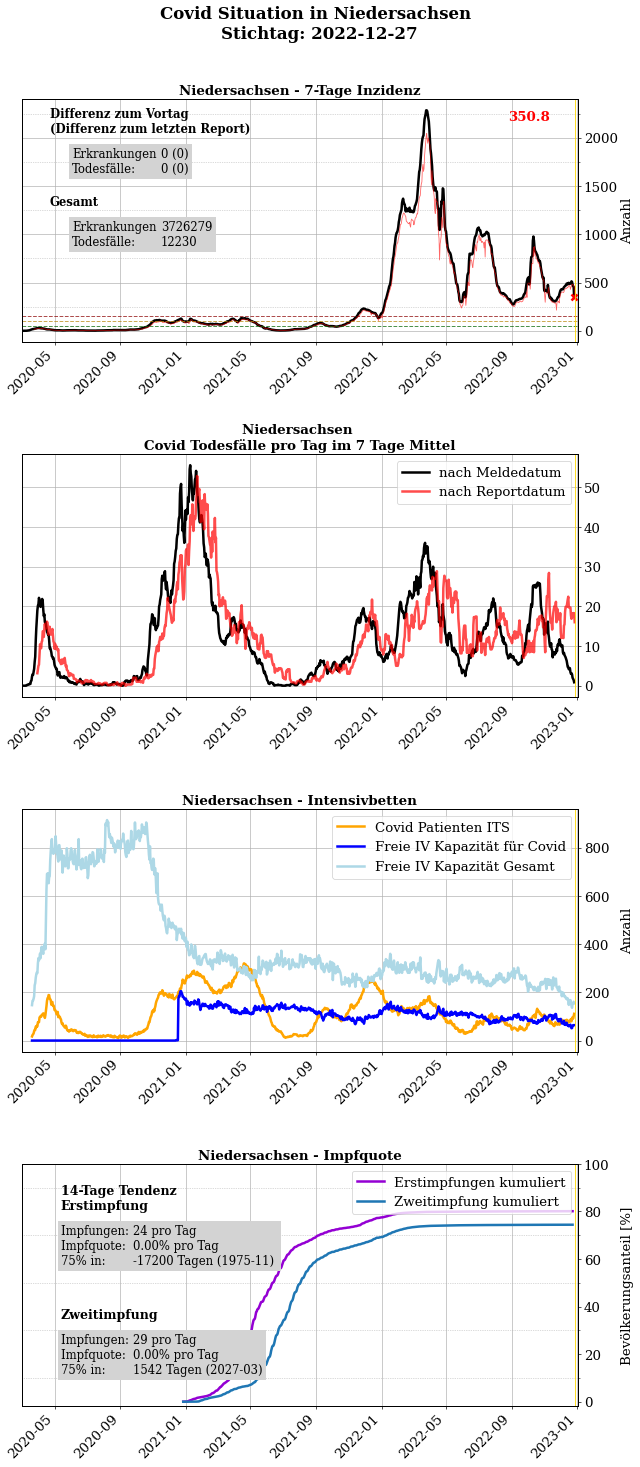 Covid Situation in Niedersachsen
Stichtag: 2022-12-27
Niedersachsen - 7-Tage Inzidenz
Differenz zum Vortag
(Differenz zum letzten Report)
Erkrankungen 0 (0)
Todesfälle: 0 (0)
Gesamt
Erkrankungen 3726279
Todesfälle: 12230
350.8
2000
1500
1000
500
0
Anzahl
2020-05
2020-09
2021-01
2021-05
2021-09
2022-01
2022-05
2022-09
2023-01
Niedersachsen
Covid Todesfälle pro Tag im 7 Tage Mittel
nach Meldedatum
nach Reportdatum
50
40
30
20
10
0
2020-05
2020-09
2021-01
2021-05
2021-09
2022-01
2022-05
2022-09
2023-01
Niedersachsen - Intensivbetten
Covid Patienten ITS
Freie IV Kapazität für Covid
Freie IV Kapazität Gesamt
800
600
400
200
0
Anzahl
2020-05
2020-09
2021-01
2021-05
2021-09
2022-01
2022-05
2022-09
2023-01
Niedersachsen - Impfquote
14-Tage Tendenz
Erstimpfung
Impfungen: 24 pro Tag
Impfquote: 0.00% pro Tag
75% in: -17200 Tagen (1975-11)
Zweitimpfung
Impfungen: 29 pro Tag
Impfquote: 0.00% pro Tag
75% in: 1542 Tagen (2027-03)
Erstimpfungen kumuliert
Zweitimpfung kumuliert
100
80
60
40
20
0
Bevölkerungsanteil [%]
2020-05
2020-09
2021-01
2021-05
2021-09
2022-01
2022-05
2022-09
2023-01